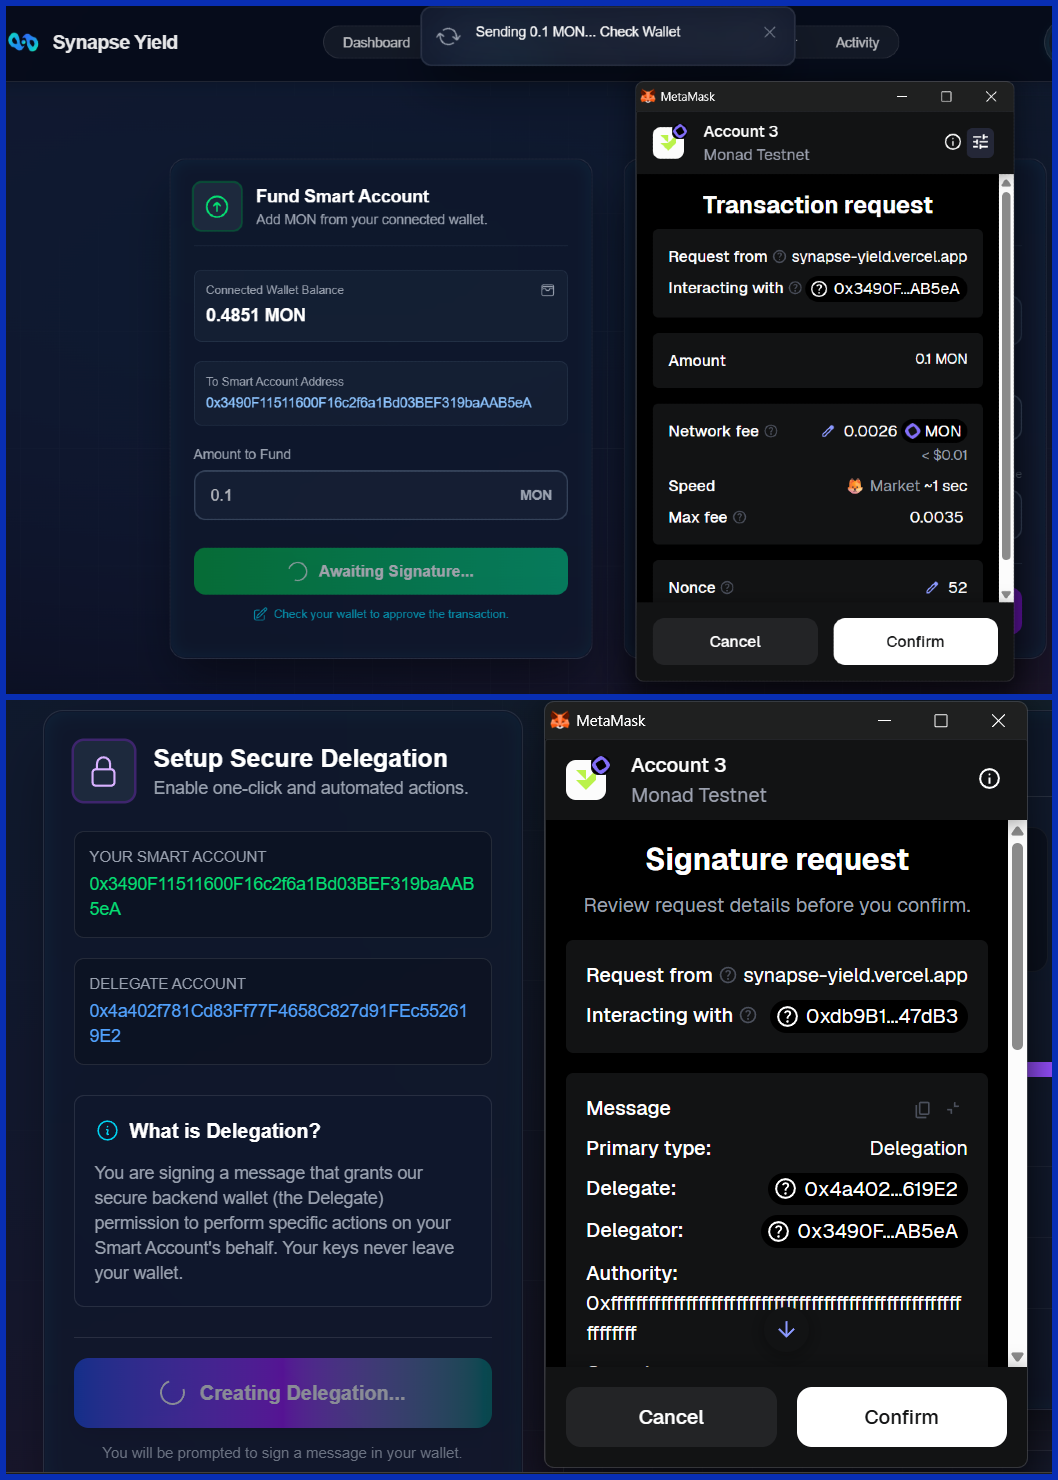 Synapse Yield
Dashboard
Sending 0.1 MON... Check Wallet
Activity
Fund Smart Account
Add MON from your connected wallet.
Connected Wallet Balance
0.4851 MON
To Smart Account Address
0x3490F11511600F16c2f6a1Bd03BEF319baAAB5eA
Amount to Fund
0.1 MON
Awaiting Signature...
Check your wallet to approve the transaction.
MetaMask
Account 3
Monad Testnet
Transaction request
Request from synapse-yield.vercel.app
Interacting with 0x3490F...AB5eA
Amount 0.1 MON
Network fee 0.0026 MON
< $0.01
Speed Market ~1 sec
Max fee 0.0035
Nonce 52
Cancel Confirm
Setup Secure Delegation
Enable one-click and automated actions.
YOUR SMART ACCOUNT
0x3490F11511600F16c2f6a1Bd03BEF319baAAB
5eA
DELEGATE ACCOUNT
0x4a402f781Cd83Ff77F4658C827d91FEc55261
9E2
What is Delegation?
You are signing a message that grants our
secure backend wallet (the Delegate)
permission to perform specific actions on your
Smart Account's behalf. Your keys never leave
your wallet.
Creating Delegation...
You will be prompted to sign a message in your wallet.
MetaMask
Account 3
Monad Testnet
Signature request
Review request details before you confirm.
Request from synapse-yield.vercel.app
Interacting with 0xdb9B1...47dB3
Message
Primary type: Delegation
Delegate: 0x4a402...619E2
Delegator: 0x3490F...AB5eA
Authority:
0xffffffffffffffffffffffffffffffffffffffffffffffffffffffff
ffffffff
Cancel Confirm